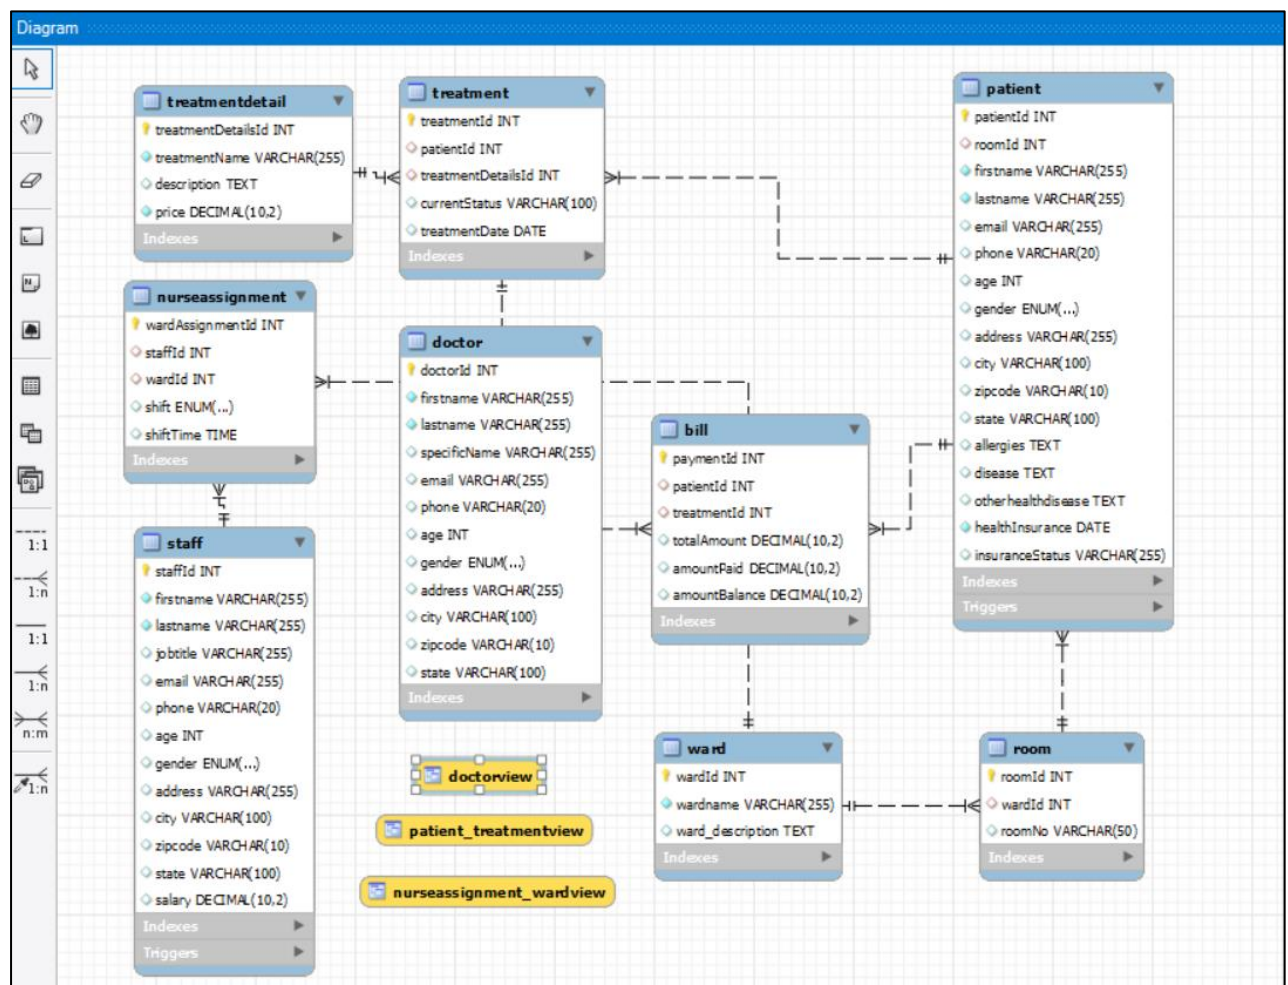 Diagram
treatmentdetail
treatmentDetailsId INT
treatmentName VARCHAR(255)
description TEXT
price DECIMAL(10,2)
Indexes
treatment
treatmentId INT
patientId INT
treatmentDetailsId INT
currentStatus VARCHAR(100)
treatmentDate DATE
Indexes
patient
patientId INT
roomId INT
firstname VARCHAR(255)
lastname VARCHAR(255)
email VARCHAR(255)
phone VARCHAR(20)
age INT
gender ENUM(...)
address VARCHAR(255)
city VARCHAR(100)
zipcode VARCHAR(10)
state VARCHAR(100)
allergies TEXT
disease TEXT
otherhealthdisease TEXT
healthInsurance DATE
insuranceStatus VARCHAR(255)
Indexes
Triggers
nurseassignment
wardAssignmentId INT
staffId INT
wardId INT
shift ENUM(...)
shiftTime TIME
Indexes
doctor
doctorId INT
firstname VARCHAR(255)
lastname VARCHAR(255)
specificName VARCHAR(255)
email VARCHAR(255)
phone VARCHAR(20)
age INT
gender ENUM(...)
address VARCHAR(255)
city VARCHAR(100)
zipcode VARCHAR(10)
state VARCHAR(100)
Indexes
bill
paymentId INT
patientId INT
treatmentId INT
totalAmount DECIMAL(10,2)
amountPaid DECIMAL(10,2)
amountBalance DECIMAL(10,2)
Indexes
staff
staffId INT
firstname VARCHAR(255)
lastname VARCHAR(255)
jobtitle VARCHAR(255)
email VARCHAR(255)
phone VARCHAR(20)
age INT
gender ENUM(...)
address VARCHAR(255)
city VARCHAR(100)
zipcode VARCHAR(10)
state VARCHAR(100)
salary DECIMAL(10,2)
Indexes
Triggers
ward
wardId INT
wardname VARCHAR(255)
ward_description TEXT
Indexes
room
roomId INT
wardId INT
roomNo VARCHAR(50)
Indexes
doctorview
patient_treatmentview
nurseassignment_wardview
1:1
1:n
1:1
1:n
n:m
1:n